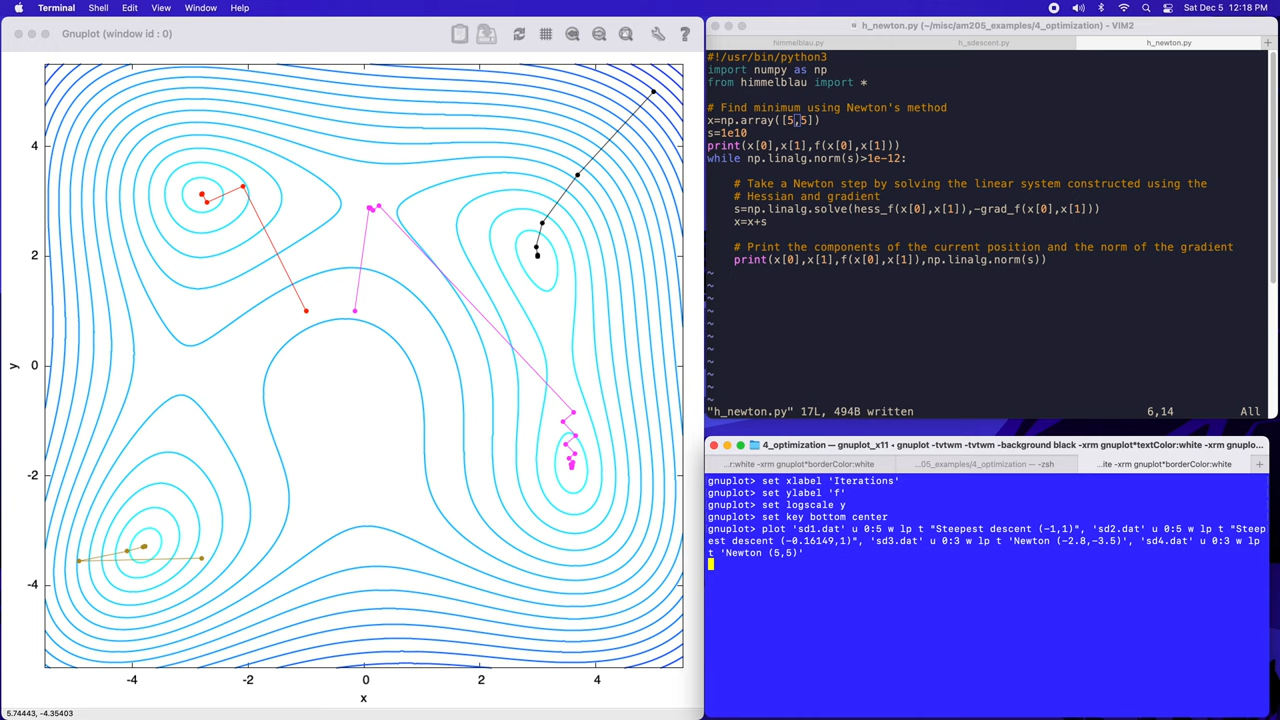 Terminal Shell Edit View Window Help Sat Dec 5 12:18 PM
Gnuplot (window id : 0)
4
2
0
-2
-4
y
-4 -2 0 2 4
x
5.74443, -4.35403
h_newton.py (~/misc/am205_examples/4_optimization) - VIM2
himmelblau.py h_sdescent.py h_newton.py
#!/usr/bin/python3
import numpy as np
from himmelblau import *
# Find minimum using Newton's method
x=np.array([5,5])
s=1e10
print(x[0],x[1],f(x[0],x[1]))
while np.linalg.norm(s)>1e-12:
# Take a Newton step by solving the linear system constructed using the
# Hessian and gradient
s=np.linalg.solve(hess_f(x[0],x[1]),-grad_f(x[0],x[1]))
x=x+s
# Print the components of the current position and the norm of the gradient
print(x[0],x[1],f(x[0],x[1]),np.linalg.norm(s))
~
~
~
~
~
~
~
~
~
~
~
"h_newton.py" 17L, 494B written 6,14 All
4_optimization — gnuplot_x11 • gnuplot -tvtwm -tvtwm -background black -xrm gnuplot*textColor:white -xrm gnuplo...
...r:white -xrm gnuplot*borderColor:white ...05_examples/4_optimization — -zsh ...ite -xrm gnuplot*borderColor:white
gnuplot> set xlabel 'Iterations'
gnuplot> set ylabel 'f'
gnuplot> set logscale y
gnuplot> set key bottom center
gnuplot> plot 'sd1.dat' u 0:5 w lp t "Steepest descent (-1,1)", 'sd2.dat' u 0:5 w lp t "Steep
est descent (-0.16149,1)", 'sd3.dat' u 0:3 w lp t 'Newton (-2.8,-3.5)', 'sd4.dat' u 0:3 w lp
t 'Newton (5,5)'